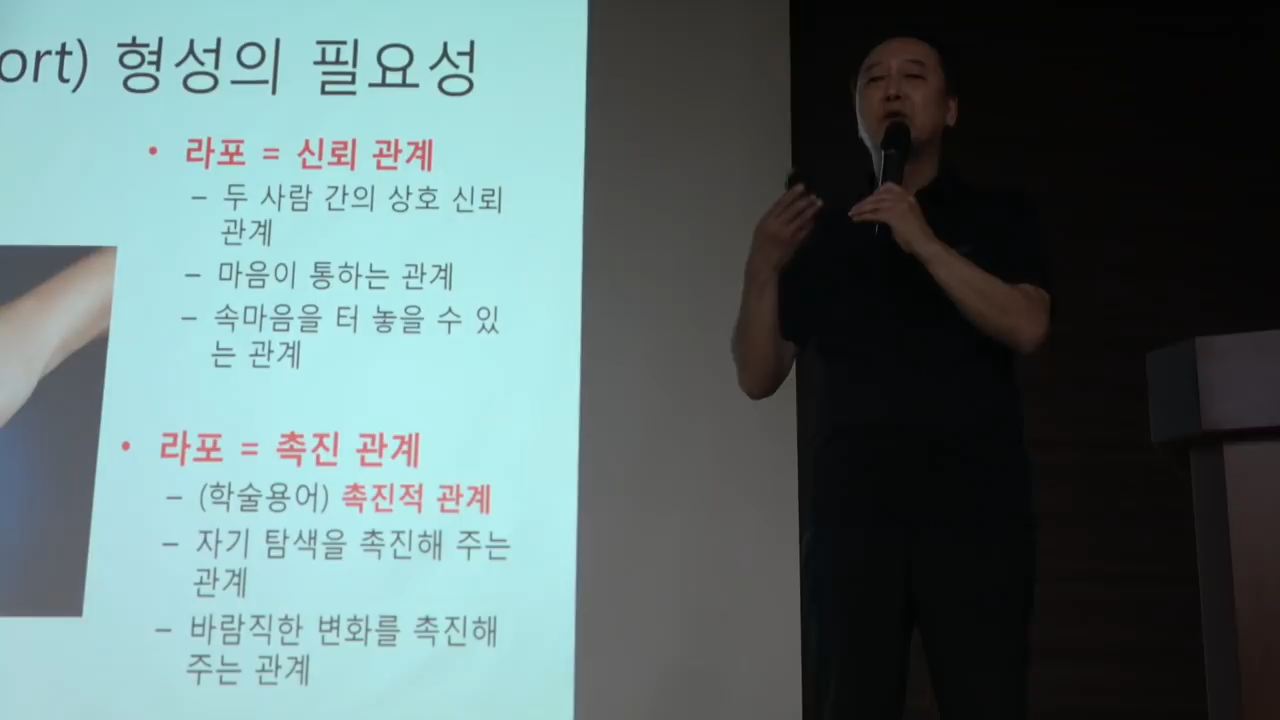 ort) 형성의 필요성
• 라포 = 신뢰 관계
– 두 사람 간의 상호 신뢰
관계
– 마음이 통하는 관계
– 속마음을 터 놓을 수 있
는 관계
• 라포 = 촉진 관계
– (학술용어) 촉진적 관계
– 자기 탐색을 촉진해 주는
관계
– 바람직한 변화를 촉진해
주는 관계